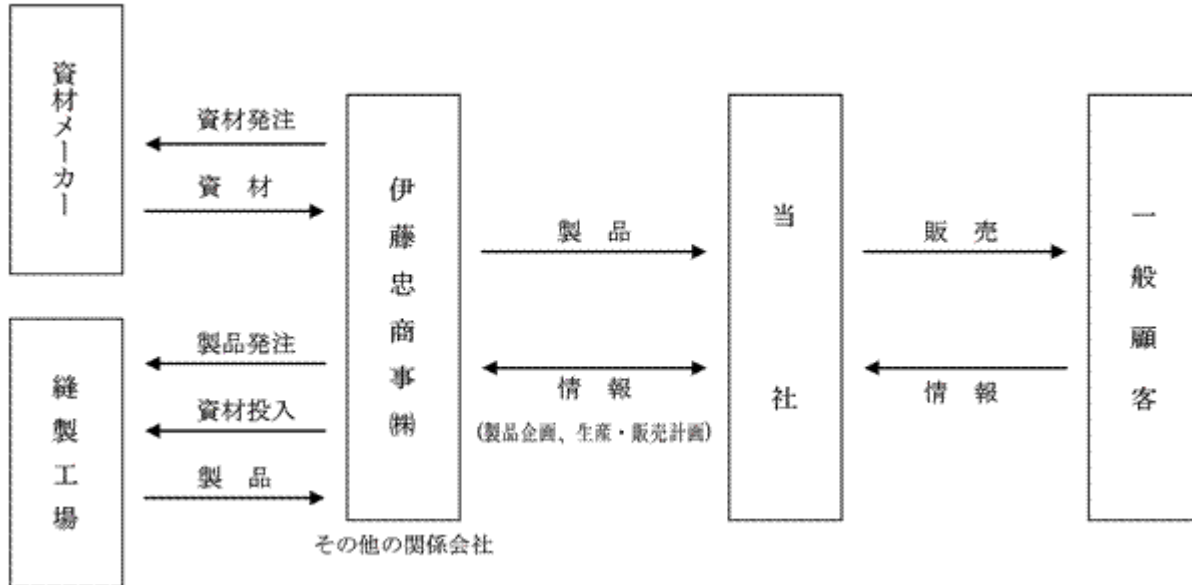 資材メーカー
資材発注
資 材
縫製工場
製品発注
資材投入
製 品
伊藤忠商事㈱
その他の関係会社
製 品
情 報
(製品企画、生産・販売計画)
当社
販 売
情 報
一般顧客